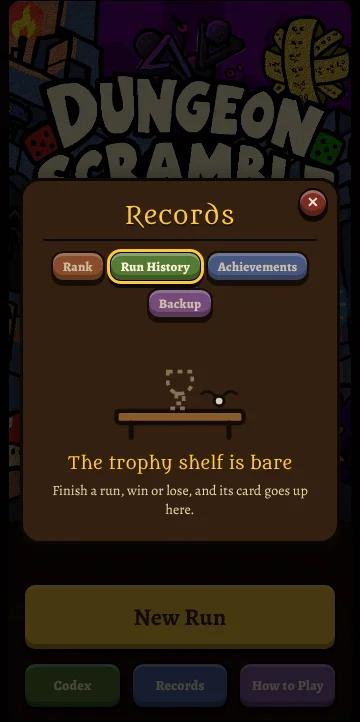 DUNGEON
SCRAMBLE
Records
Rank
Run History
Achievements
Backup
The trophy shelf is bare
Finish a run, win or lose, and its card goes up
here.
New Run
Codex
Records
How to Play